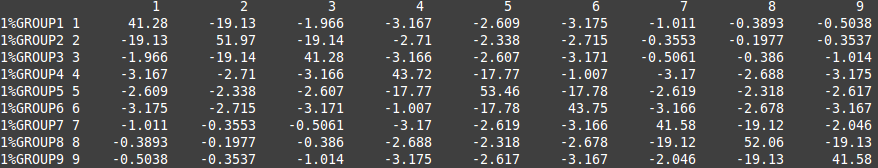 1 2 3 4 5 6 7 8 9
1%GROUP1 1 41.28 -19.13 -1.966 -3.167 -2.609 -3.175 -1.011 -0.3893 -0.5038
1%GROUP2 2 -19.13 51.97 -19.14 -2.71 -2.338 -2.715 -0.3553 -0.1977 -0.3537
1%GROUP3 3 -1.966 -19.14 41.28 -3.166 -2.607 -3.171 -0.5061 -0.386 -1.014
1%GROUP4 4 -3.167 -2.71 -3.166 43.72 -17.77 -1.007 -3.17 -2.688 -3.175
1%GROUP5 5 -2.609 -2.338 -2.607 -17.77 53.46 -17.78 -2.619 -2.318 -2.617
1%GROUP6 6 -3.175 -2.715 -3.171 -1.007 -17.78 43.75 -3.166 -2.678 -3.167
1%GROUP7 7 -1.011 -0.3553 -0.5061 -3.17 -2.619 -3.166 41.58 -19.12 -2.046
1%GROUP8 8 -0.3893 -0.1977 -0.386 -2.688 -2.318 -2.678 -19.12 52.06 -19.13
1%GROUP9 9 -0.5038 -0.3537 -1.014 -3.175 -2.617 -3.167 -2.046 -19.13 41.58